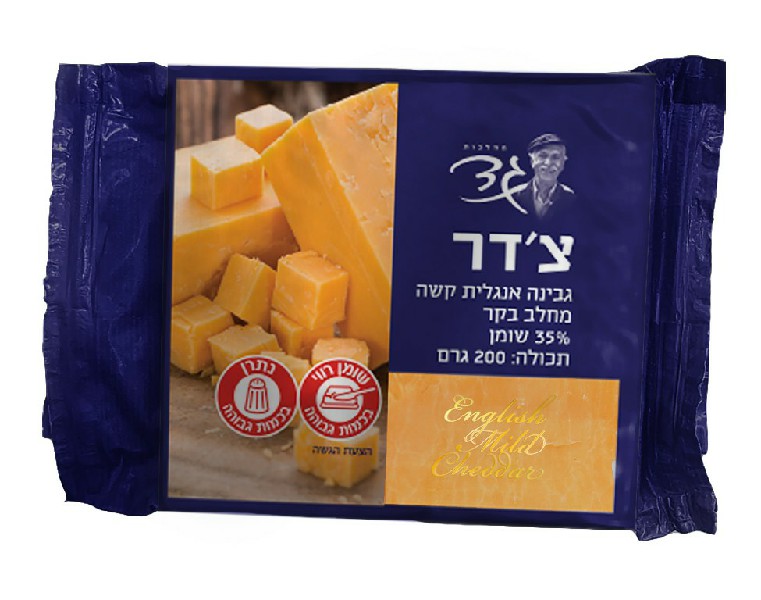 מחלבות
גד
צ'דר
גבינה אנגלית קשה
מחלב בקר
35% שומן
תכולה: 200 גרם
English
Mild
Cheddar
נתרן
בכמות גבוהה
שומן רווי
בכמות גבוהה
הצעת הגשה